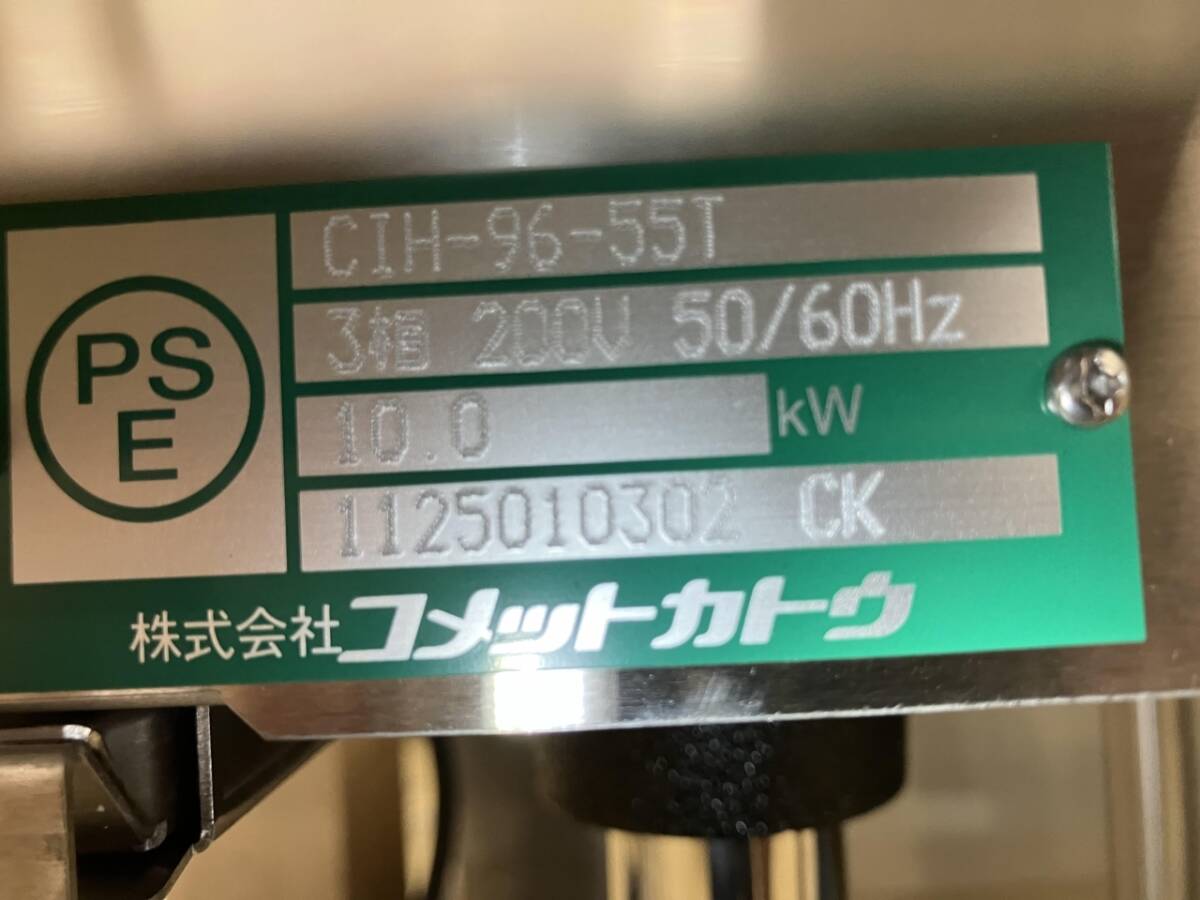 PS
E
CIH-96-55T
3相 200V 50/60Hz
10.0 kW
1125010302 CK
株式会社コメットカトウ